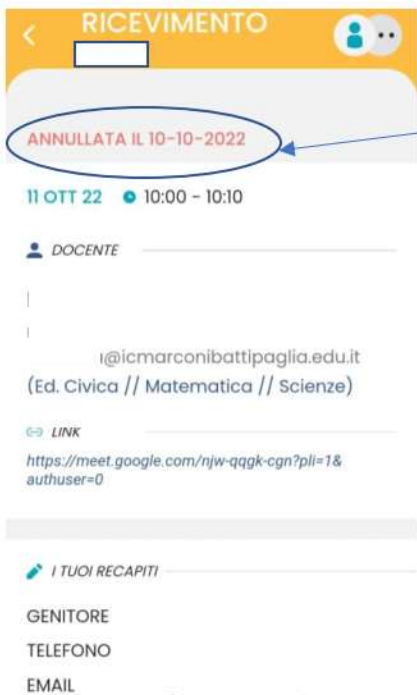 RICEVIMENTO
ANNULLATA IL 10-10-2022
11 OTT 22 10:00 - 10:10
DOCENTE
@icmarconibattipaglia.edu.it
(Ed. Civica // Matematica // Scienze)
LINK
https://meet.google.com/njw-qqgk-cgn?pli=1&
authuser=0
I TUOI RECAPITI
GENITORE
TELEFONO
EMAIL